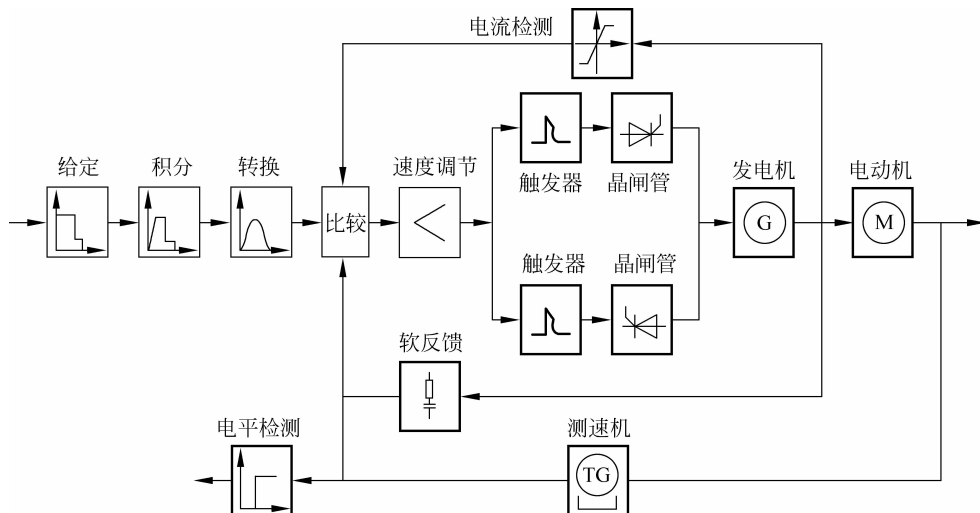 电流检测
给定
积分
转换
速度调节
触发器
晶闸管
发电机
电动机
比较
G
M
触发器
晶闸管
软反馈
电平检测
测速机
TG